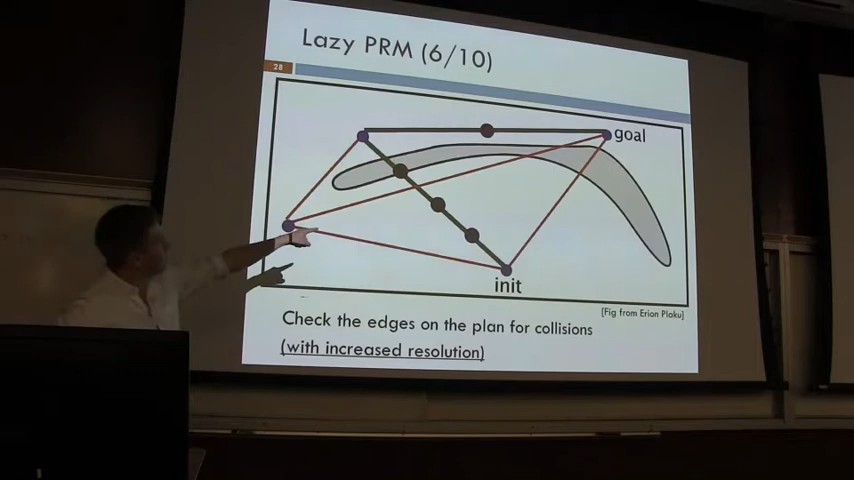 Lazy PRM (6/10)
28
goal
init
[Fig from Erion Plaku]
Check the edges on the plan for collisions
(with increased resolution)